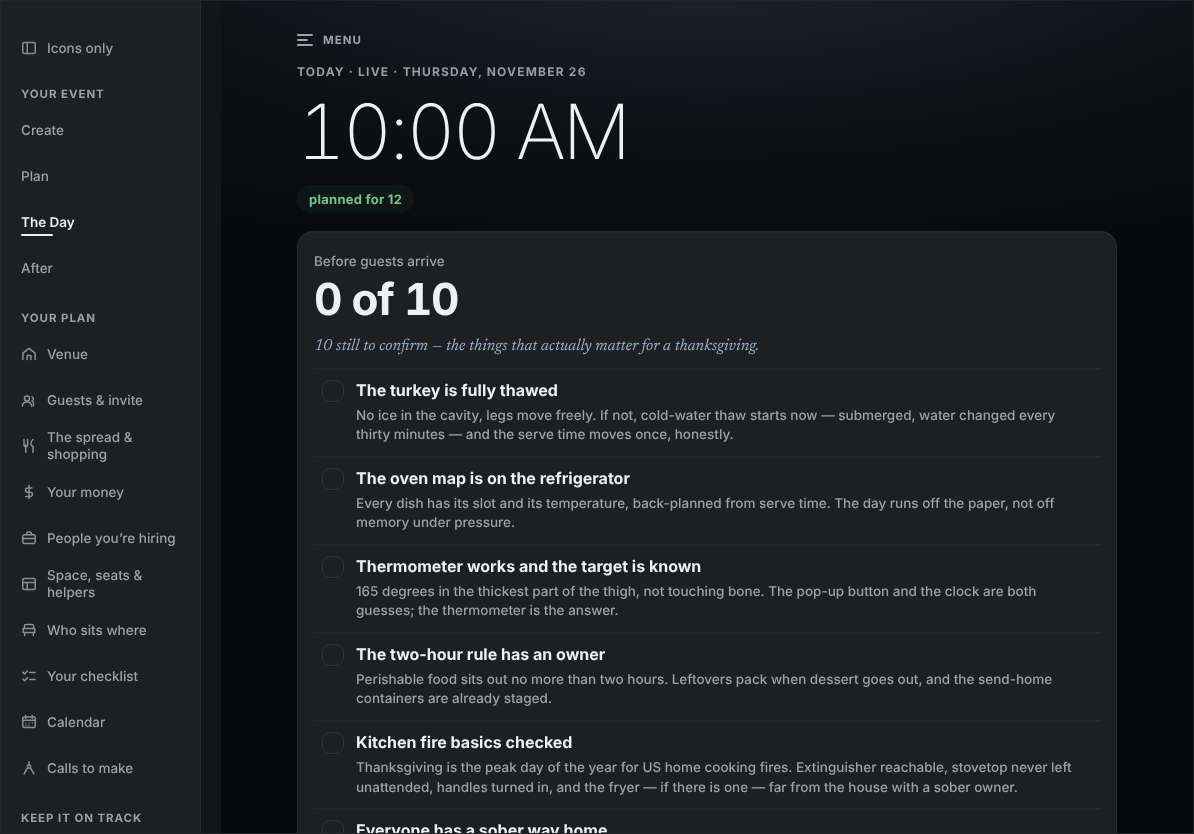 Icons only
YOUR EVENT
Create
Plan
The Day
After
YOUR PLAN
Venue
Guests & invite
The spread &
shopping
Your money
People you’re hiring
Space, seats &
helpers
Who sits where
Your checklist
Calendar
Calls to make
KEEP IT ON TRACK
MENU
TODAY · LIVE · THURSDAY, NOVEMBER 26
10:00 AM
planned for 12
Before guests arrive
0 of 10
10 still to confirm — the things that actually matter for a thanksgiving.
The turkey is fully thawed
No ice in the cavity, legs move freely. If not, cold-water thaw starts now — submerged, water changed every
thirty minutes — and the serve time moves once, honestly.
The oven map is on the refrigerator
Every dish has its slot and its temperature, back-planned from serve time. The day runs off the paper, not off
memory under pressure.
Thermometer works and the target is known
165 degrees in the thickest part of the thigh, not touching bone. The pop-up button and the clock are both
guesses; the thermometer is the answer.
The two-hour rule has an owner
Perishable food sits out no more than two hours. Leftovers pack when dessert goes out, and the send-home
containers are already staged.
Kitchen fire basics checked
Thanksgiving is the peak day of the year for US home cooking fires. Extinguisher reachable, stovetop never left
unattended, handles turned in, and the fryer — if there is one — far from the house with a sober owner.
Everyone has a sober way home